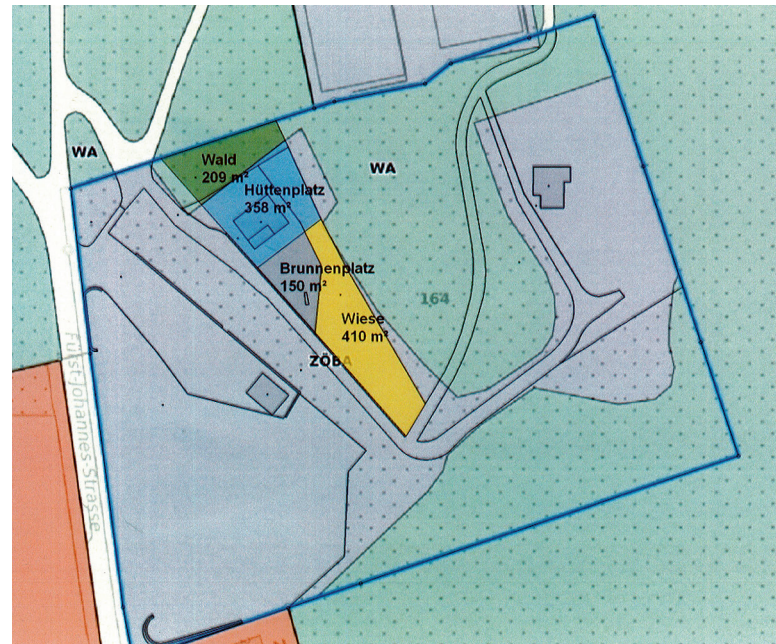 WA
Wald
209 m²
WA
Hüttenplatz
358 m²
Brunnenplatz
150 m²
164
Wiese
410 m²
ZÖBA
Fürst-Johannes-Strasse